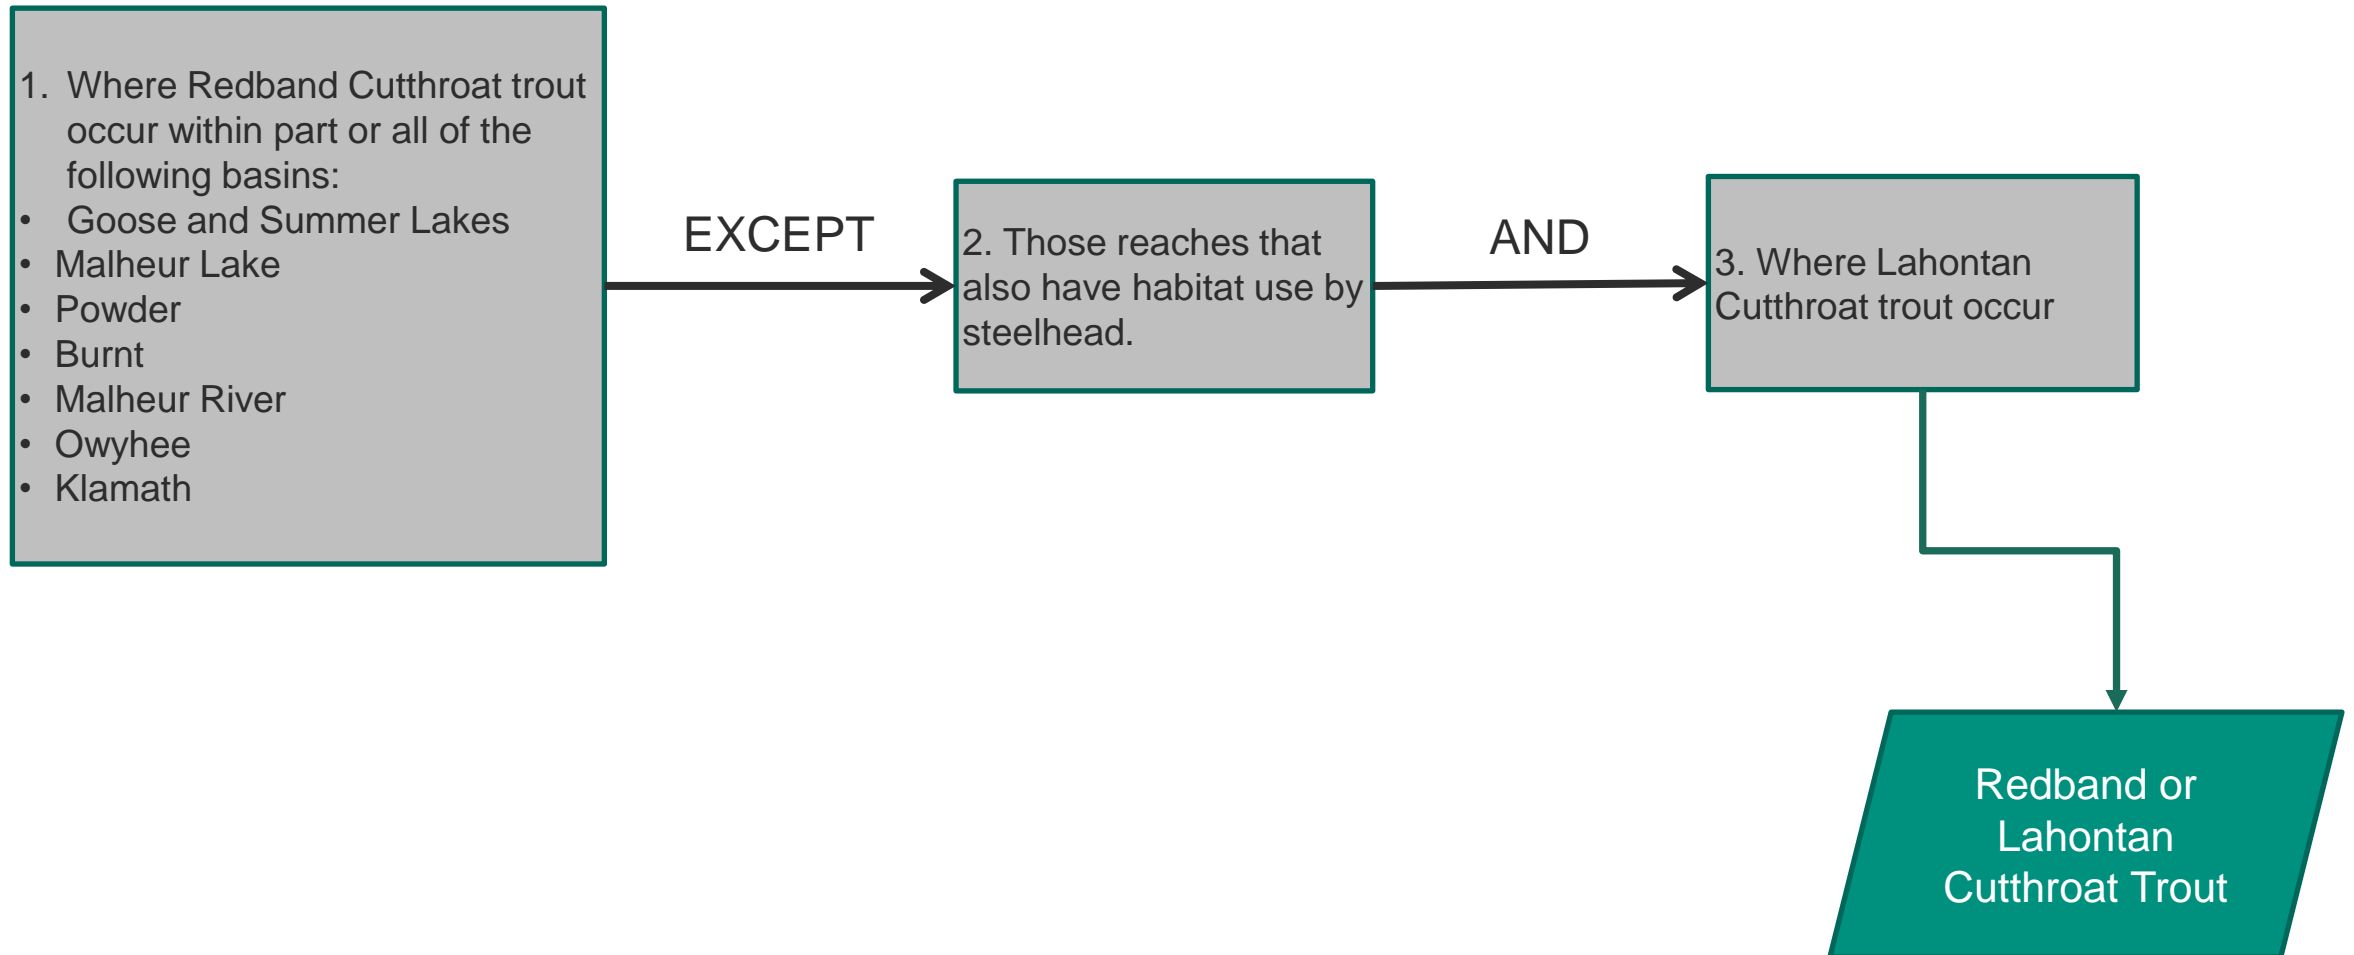 1. Where Redband Cutthroat trout
occur within part or all of the
following basins:
• Goose and Summer Lakes
• Malheur Lake
• Powder
• Burnt
• Malheur River
• Owyhee
• Klamath
EXCEPT
2. Those reaches that
also have habitat use by
steelhead.
AND
3. Where Lahontan
Cutthroat trout occur
Redband or
Lahontan
Cutthroat Trout